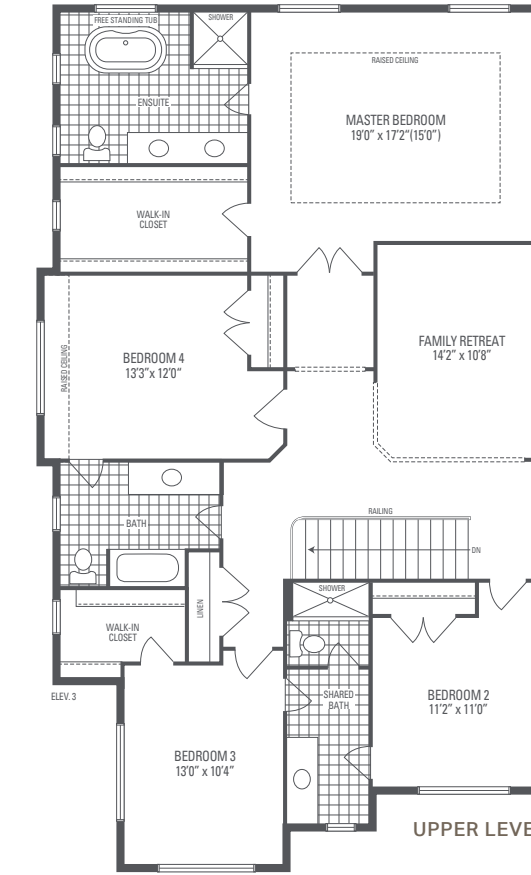 FREE STANDING TUB
SHOWER
ENSUITE
RAISED CEILING
MASTER BEDROOM
19'0" x 17'2"(15'0")
WALK-IN
CLOSET
RAISED CEILING
BEDROOM 4
13'3"x 12'0"
FAMILY RETREAT
14'2" x 10'8"
BATH
RAILING
DN
LINEN
SHOWER
WALK-IN
CLOSET
ELEV. 3
SHARED
BATH
BEDROOM 2
11'2" x 11'0"
BEDROOM 3
13'0" x 10'4"
UPPER LEVE